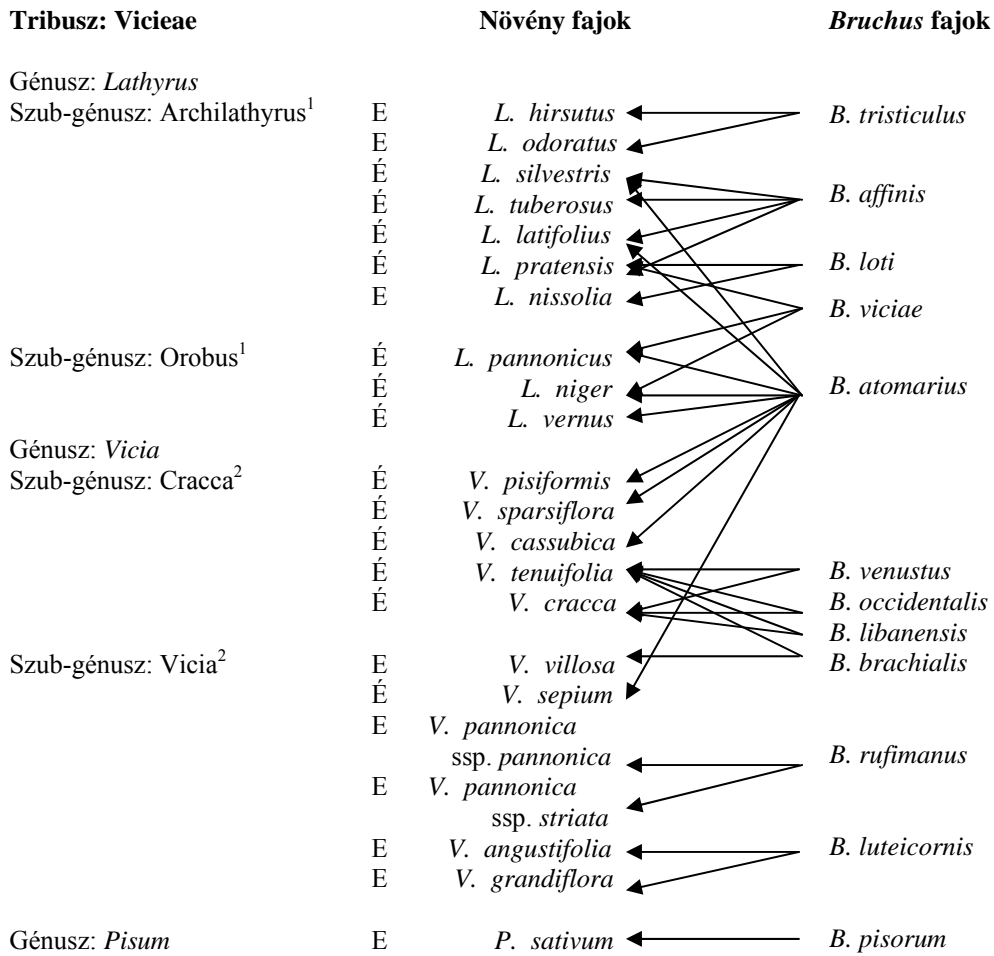 Tribusz: Vicieae Növény fajok Bruchus fajok
Génusz: Lathyrus
Szub-génusz: Archilathyrus¹ E L. hirsutus B. tristiculus
E L. odoratus
É L. silvestris
É L. tuberosus B. affinis
É L. latifolius
É L. pratensis B. loti
E L. nissolia
B. viciae
Szub-génusz: Orobus¹ É L. pannonicus
É L. niger B. atomarius
É L. vernus
Génusz: Vicia
Szub-génusz: Cracca² É V. pisiformis
É V. sparsiflora
É V. cassubica
É V. tenuifolia B. venustus
É V. cracca B. occidentalis
B. libanensis
Szub-génusz: Vicia² E V. villosa B. brachialis
É V. sepium
E V. pannonica
ssp. pannonica B. rufimanus
E V. pannonica
ssp. striata
E V. angustifolia B. luteicornis
E V. grandiflora
Génusz: Pisum E P. sativum B. pisorum